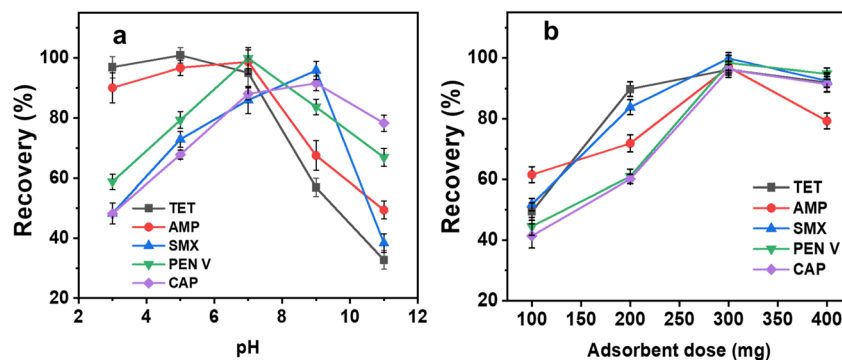 a
Recovery (%)
100
80
60
40
20
TET
AMP
SMX
PEN V
CAP
2 4 6 8 10 12
pH
b
Recovery (%)
100
80
60
40
20
TET
AMP
SMX
PEN V
CAP
100 150 200 250 300 350 400
Adsorbent dose (mg)